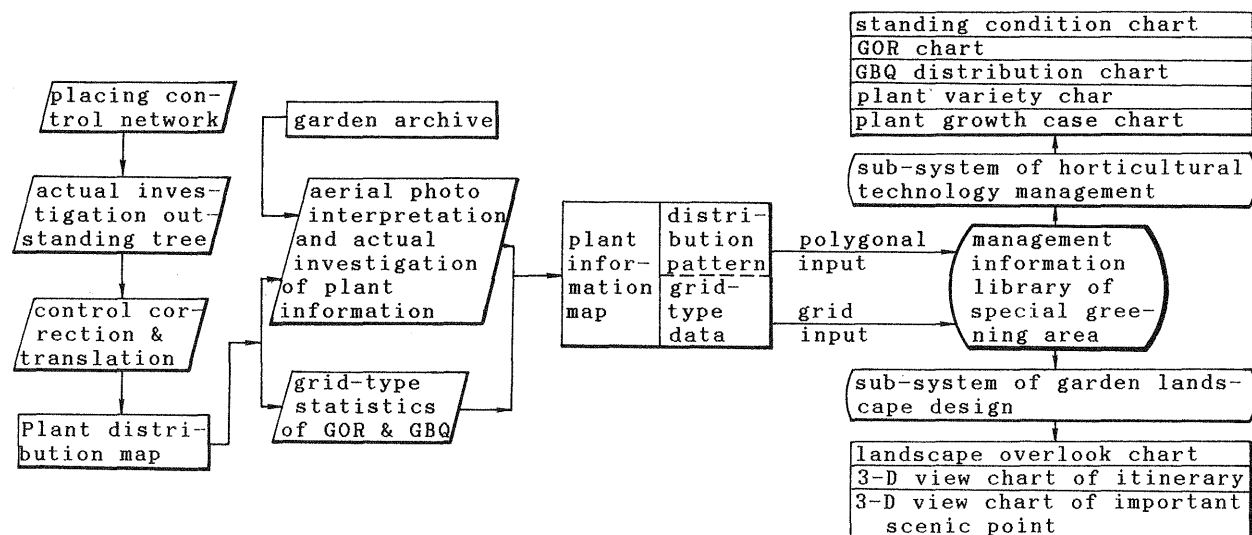 placing con-
trol network
actual inves-
tigation out-
standing tree
control cor-
rection &
translation
Plant distri-
bution map
garden archive
aerial photo
interpretation
and actual
investigation
of plant
information
grid-type
statistics
of GOR & GBQ
plant
infor-
mation
map
distri-
bution
pattern
grid-
type
data
polygonal
input
grid
input
standing condition chart
GOR chart
GBQ distribution chart
plant variety char
plant growth case chart
sub-system of horticultural
technology management
management
information
library of
special gree-
ning area
sub-system of garden lands-
cape design
landscape overlook chart
3-D view chart of itinerary
3-D view chart of important
scenic point